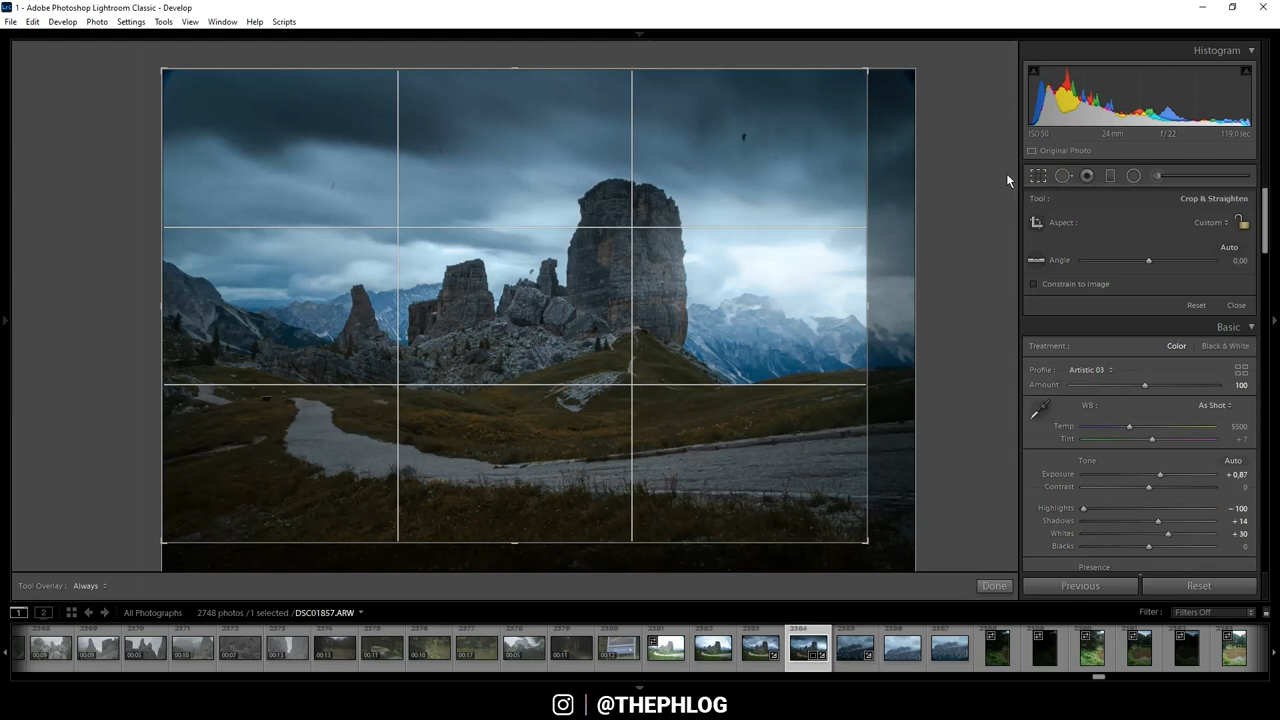 1 - Adobe Photoshop Lightroom Classic - Develop
File Edit Develop Photo Settings Tools View Window Help Scripts
Histogram
ISO 50 24 mm f / 22 119,0 sec
Original Photo
Tool : Crop & Straighten
Aspect : Custom
Auto
Angle 0,00
Constrain to Image
Reset Close
Basic
Treatment : Color Black & White
Profile : Artistic 03
Amount 100
WB : As Shot
Temp 5500
Tint + 7
Tone Auto
Exposure + 0,87
Contrast 0
Highlights - 100
Shadows + 14
Whites + 30
Blacks 0
Presence
Tool Overlay : Always Done Previous Reset
1 2 All Photographs 2748 photos / 1 selected / DSC01857.ARW Filter : Filters Off
@THEPHLOG